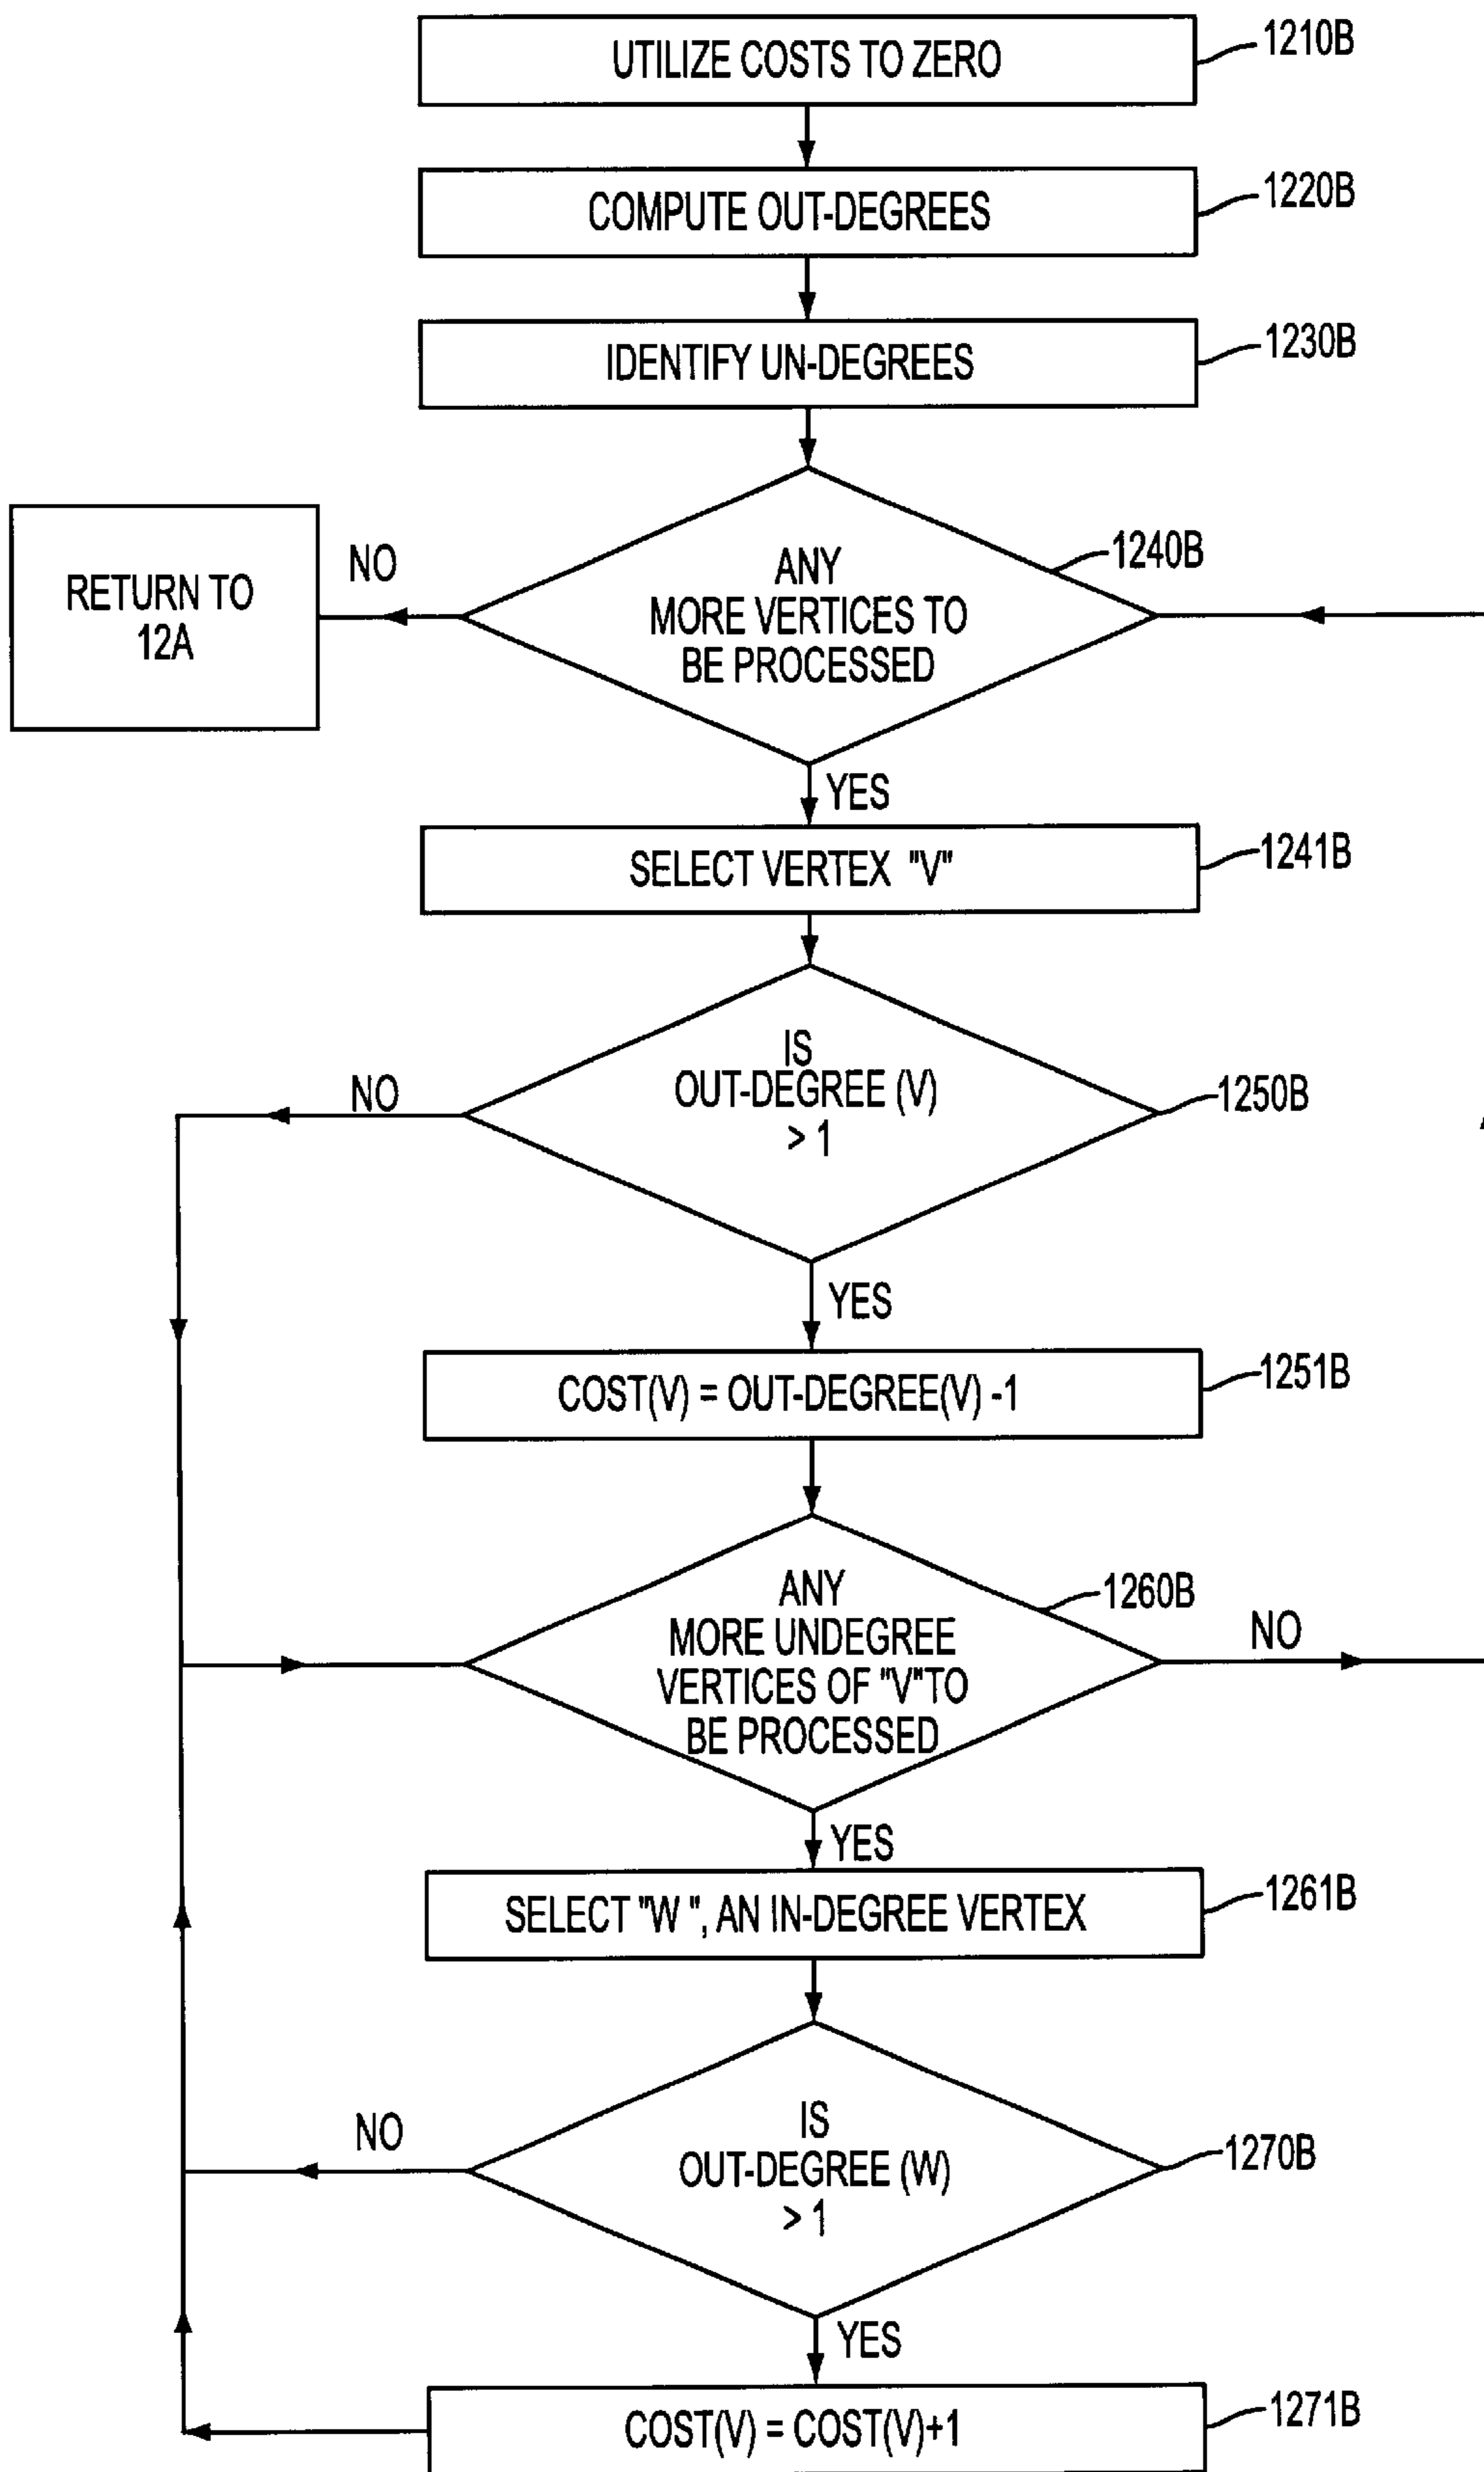 UTILIZE COSTS TO ZERO
1210B
COMPUTE OUT-DEGREES
1220B
IDENTIFY UN-DEGREES
1230B
RETURN TO
12A
NO
ANY
MORE VERTICES TO
BE PROCESSED
1240B
YES
SELECT VERTEX "V"
1241B
NO
IS
OUT-DEGREE (V)
> 1
1250B
YES
COST(V) = OUT-DEGREE(V) -1
1251B
ANY
MORE UNDEGREE
VERTICES OF "V"TO
BE PROCESSED
1260B
NO
YES
SELECT "W ", AN IN-DEGREE VERTEX
1261B
NO
IS
OUT-DEGREE (W)
> 1
1270B
YES
COST(V) = COST(V)+1
1271B